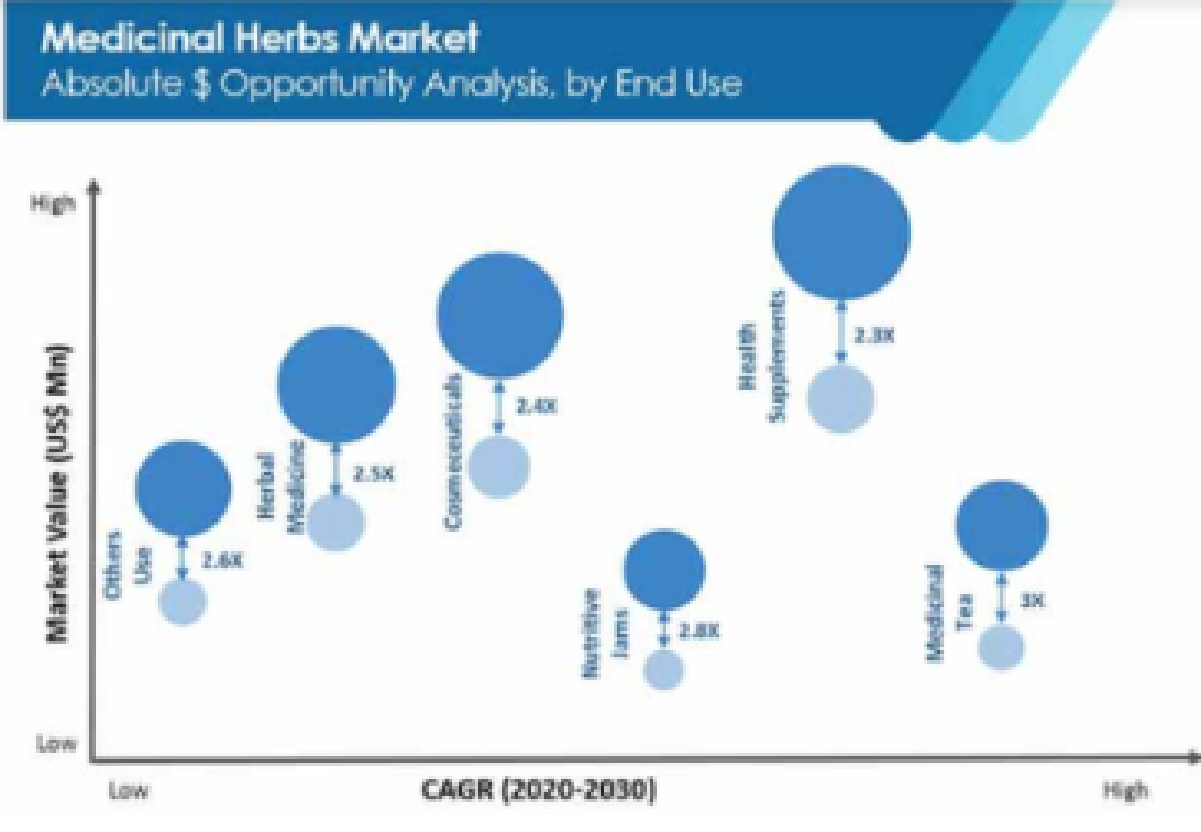 Medicinal Herbs Market
Absolute $ Opportunity Analysis, by End Use
High
Market Value (US$ Mn)
Low
Others
Use
2.6X
Herbal
Medicine
2.5X
Cosmeceuticals
2.4X
Nutritive
Jams
2.8X
Health
Supplements
2.3X
Medicinal
Tea
3X
Low
CAGR (2020-2030)
High